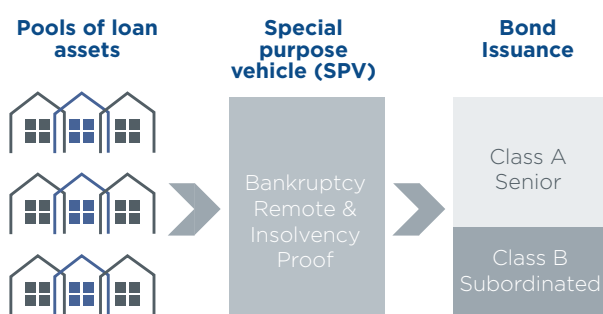 Pools of loan
assets
Special
purpose
vehicle (SPV)
Bond
Issuance
Bankruptcy
Remote &
Insolvency
Proof
Class A
Senior
Class B
Subordinated